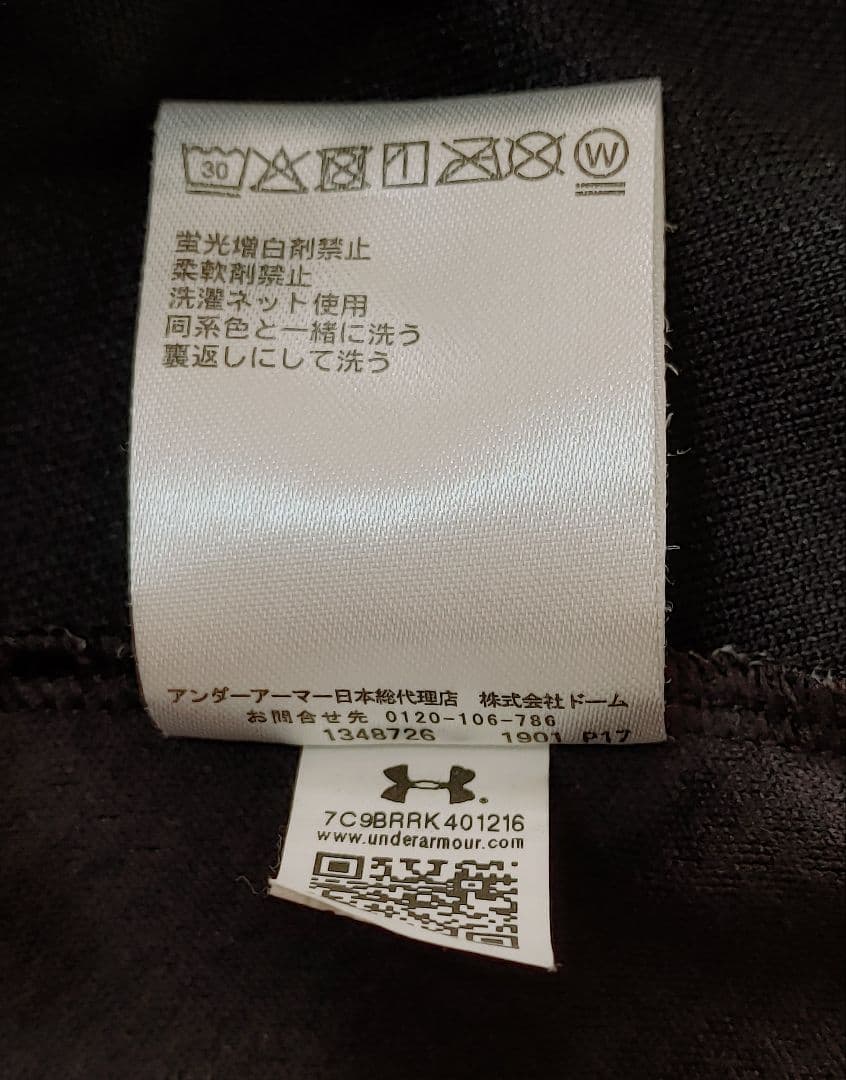 30 W
蛍光増白剤禁止
柔軟剤禁止
洗濯ネット使用
同系色と一緒に洗う
裏返しにして洗う
アンダーアーマー日本総代理店 株式会社ドーム
お問合せ先 0120-106-786
1348726 1901 P17
7C9BRRK401216
www.underarmour.com